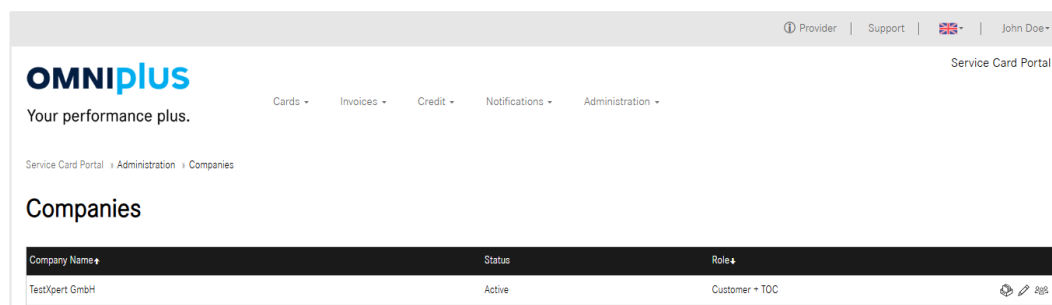 Provider | Support | John Doe
Service Card Portal
OMNIplus
Your performance plus.
Cards Invoices Credit Notifications Administration
Service Card Portal » Administration » Companies
Companies
Company Name Status Role
TestXpert GmbH Active Customer + TOC